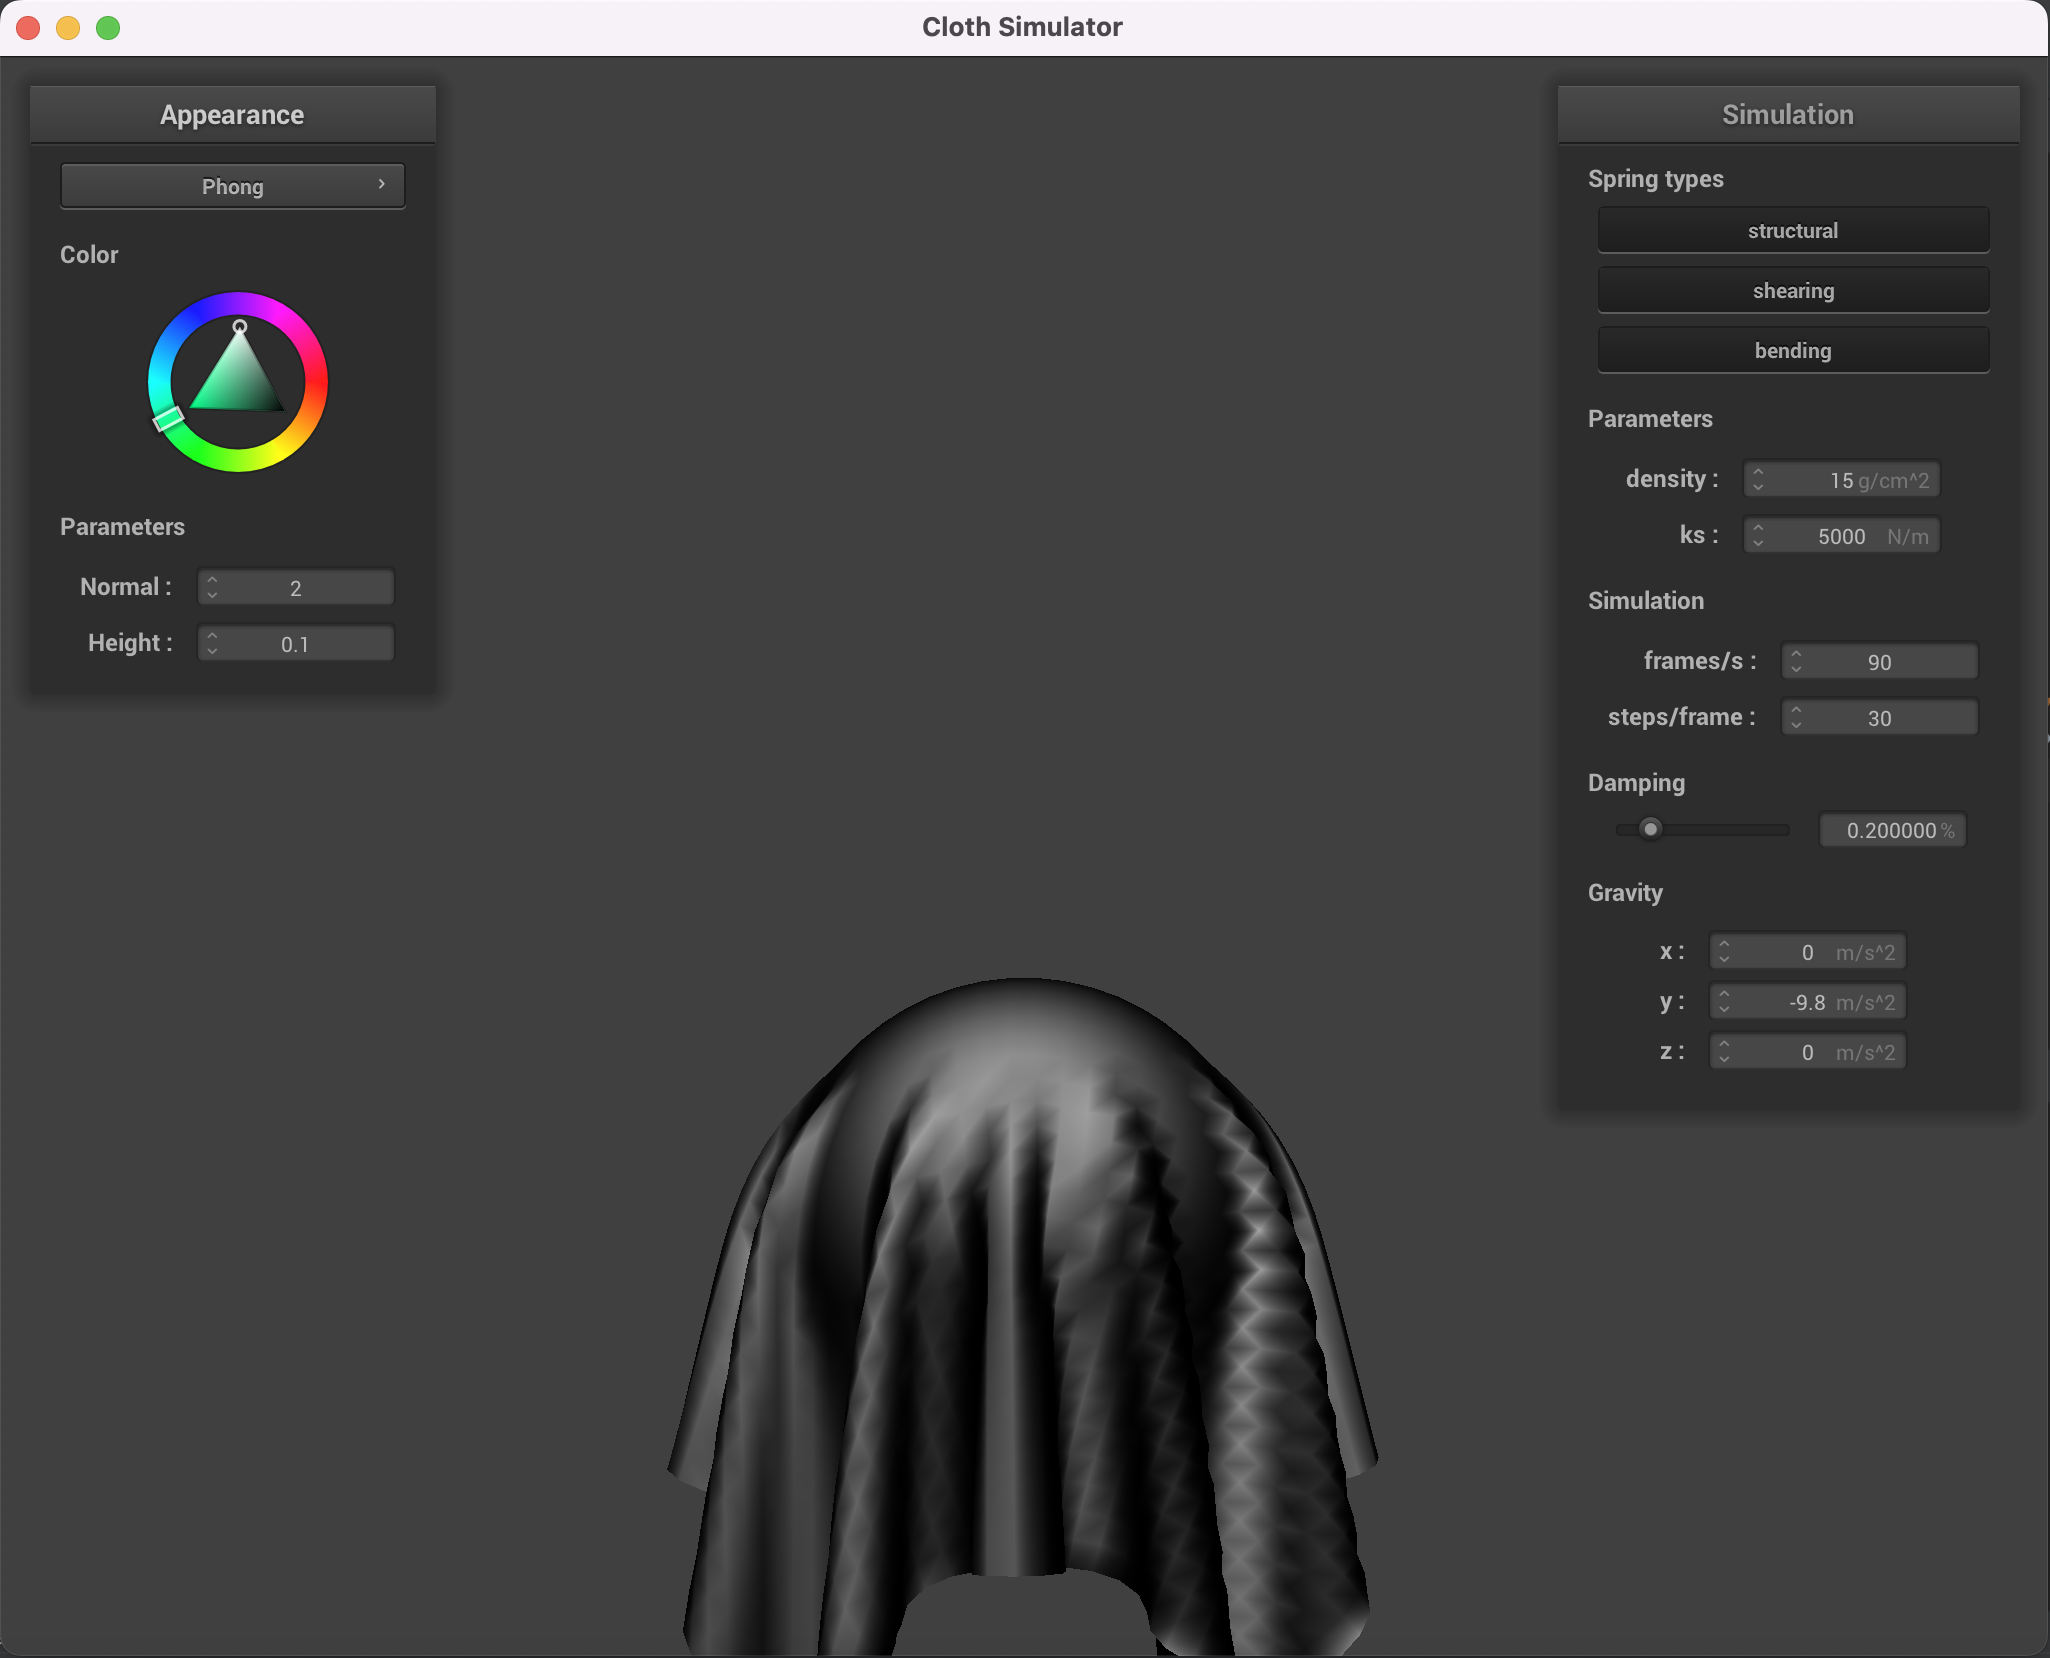 Cloth Simulator
Appearance
Phong
Color
Parameters
Normal : 2
Height : 0.1
Simulation
Spring types
structural
shearing
bending
Parameters
density : 15 g/cm^2
ks : 5000 N/m
Simulation
frames/s : 90
steps/frame : 30
Damping
0.200000 %
Gravity
x : 0 m/s^2
y : -9.8 m/s^2
z : 0 m/s^2